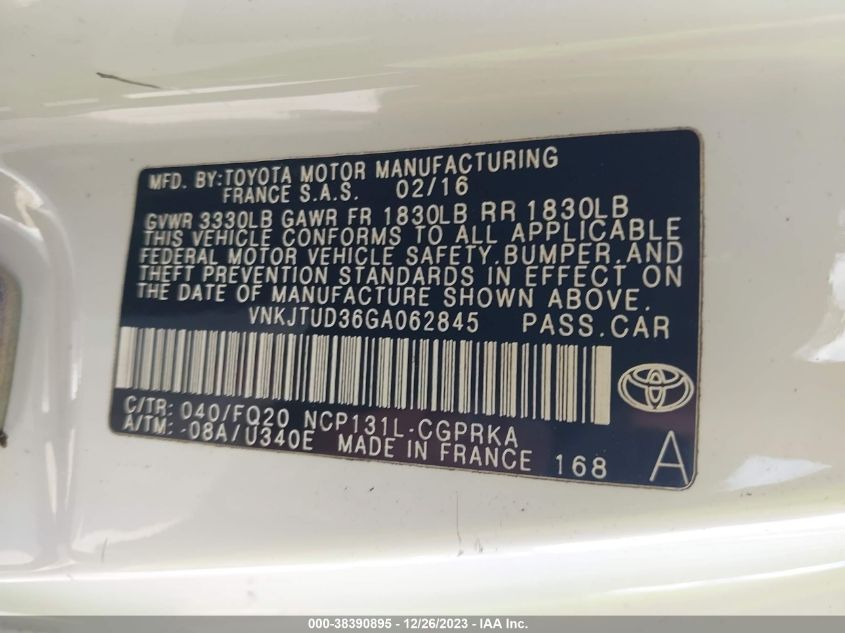 MFD. BY:TOYOTA MOTOR MANUFACTURING
FRANCE S.A.S. 02/16
GVWR 3330LB GAWR FR 1830LB RR 1830LB
THIS VEHICLE CONFORMS TO ALL APPLICABLE
FEDERAL MOTOR VEHICLE SAFETY,BUMPER,AND
THEFT PREVENTION STANDARDS IN EFFECT ON
THE DATE OF MANUFACTURE SHOWN ABOVE.
VNKJTUD36GA062845 PASS.CAR
C/TR: 040/FQ20 NCP131L-CGPRKA
A/TM: -08A/U340E MADE IN FRANCE 168 A
000-38390895 - 12/26/2023 - IAA Inc.